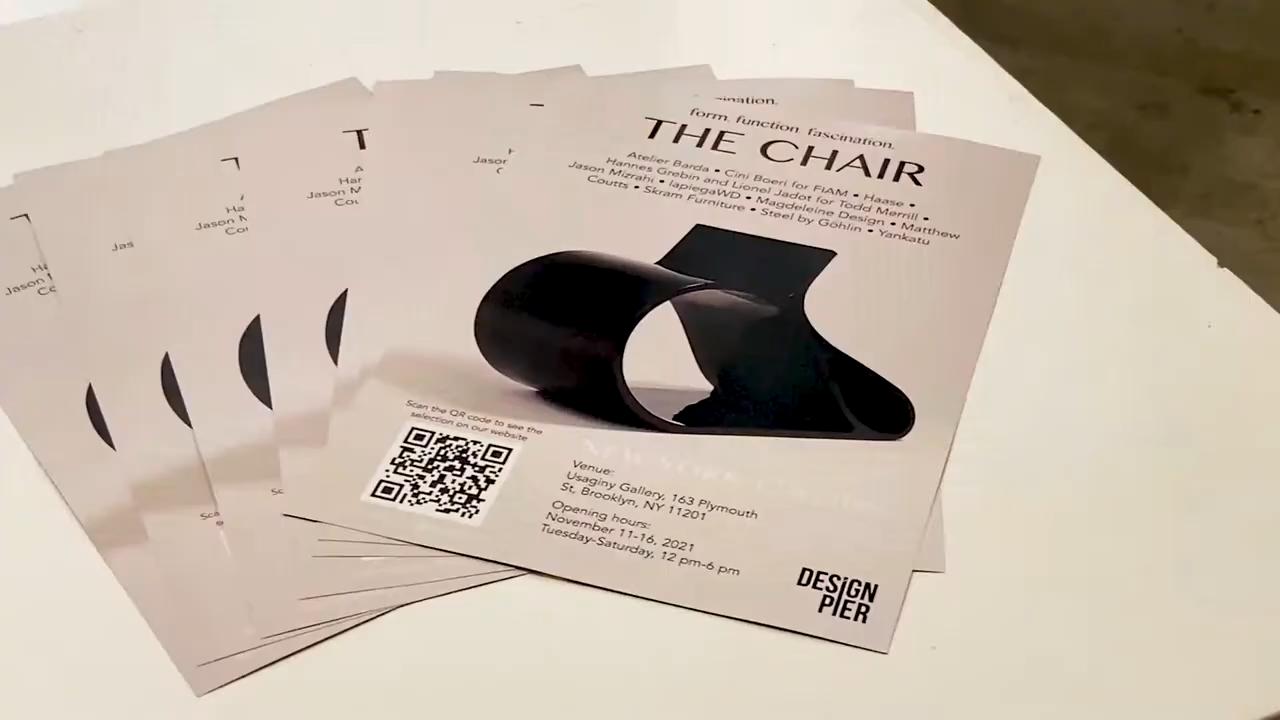 form. function fascination.
THE CHAIR
Atelier Barda • Cini Boeri for FIAM • Haase •
Hannes Grebin and Lionel Jadot for Todd Merrill •
Jason Mizrahi • lapiegaWD • Magdeleine Design • Matthew
Coutts • Skram Furniture • Steel by Göhlin • Yankatu
Scan the QR code to see the
selection on our website
Venue:
Usaginy Gallery, 163 Plymouth
St, Brooklyn, NY 11201
Opening hours:
November 11-16, 2021
Tuesday-Saturday, 12 pm-6 pm
DESIGN
PIER